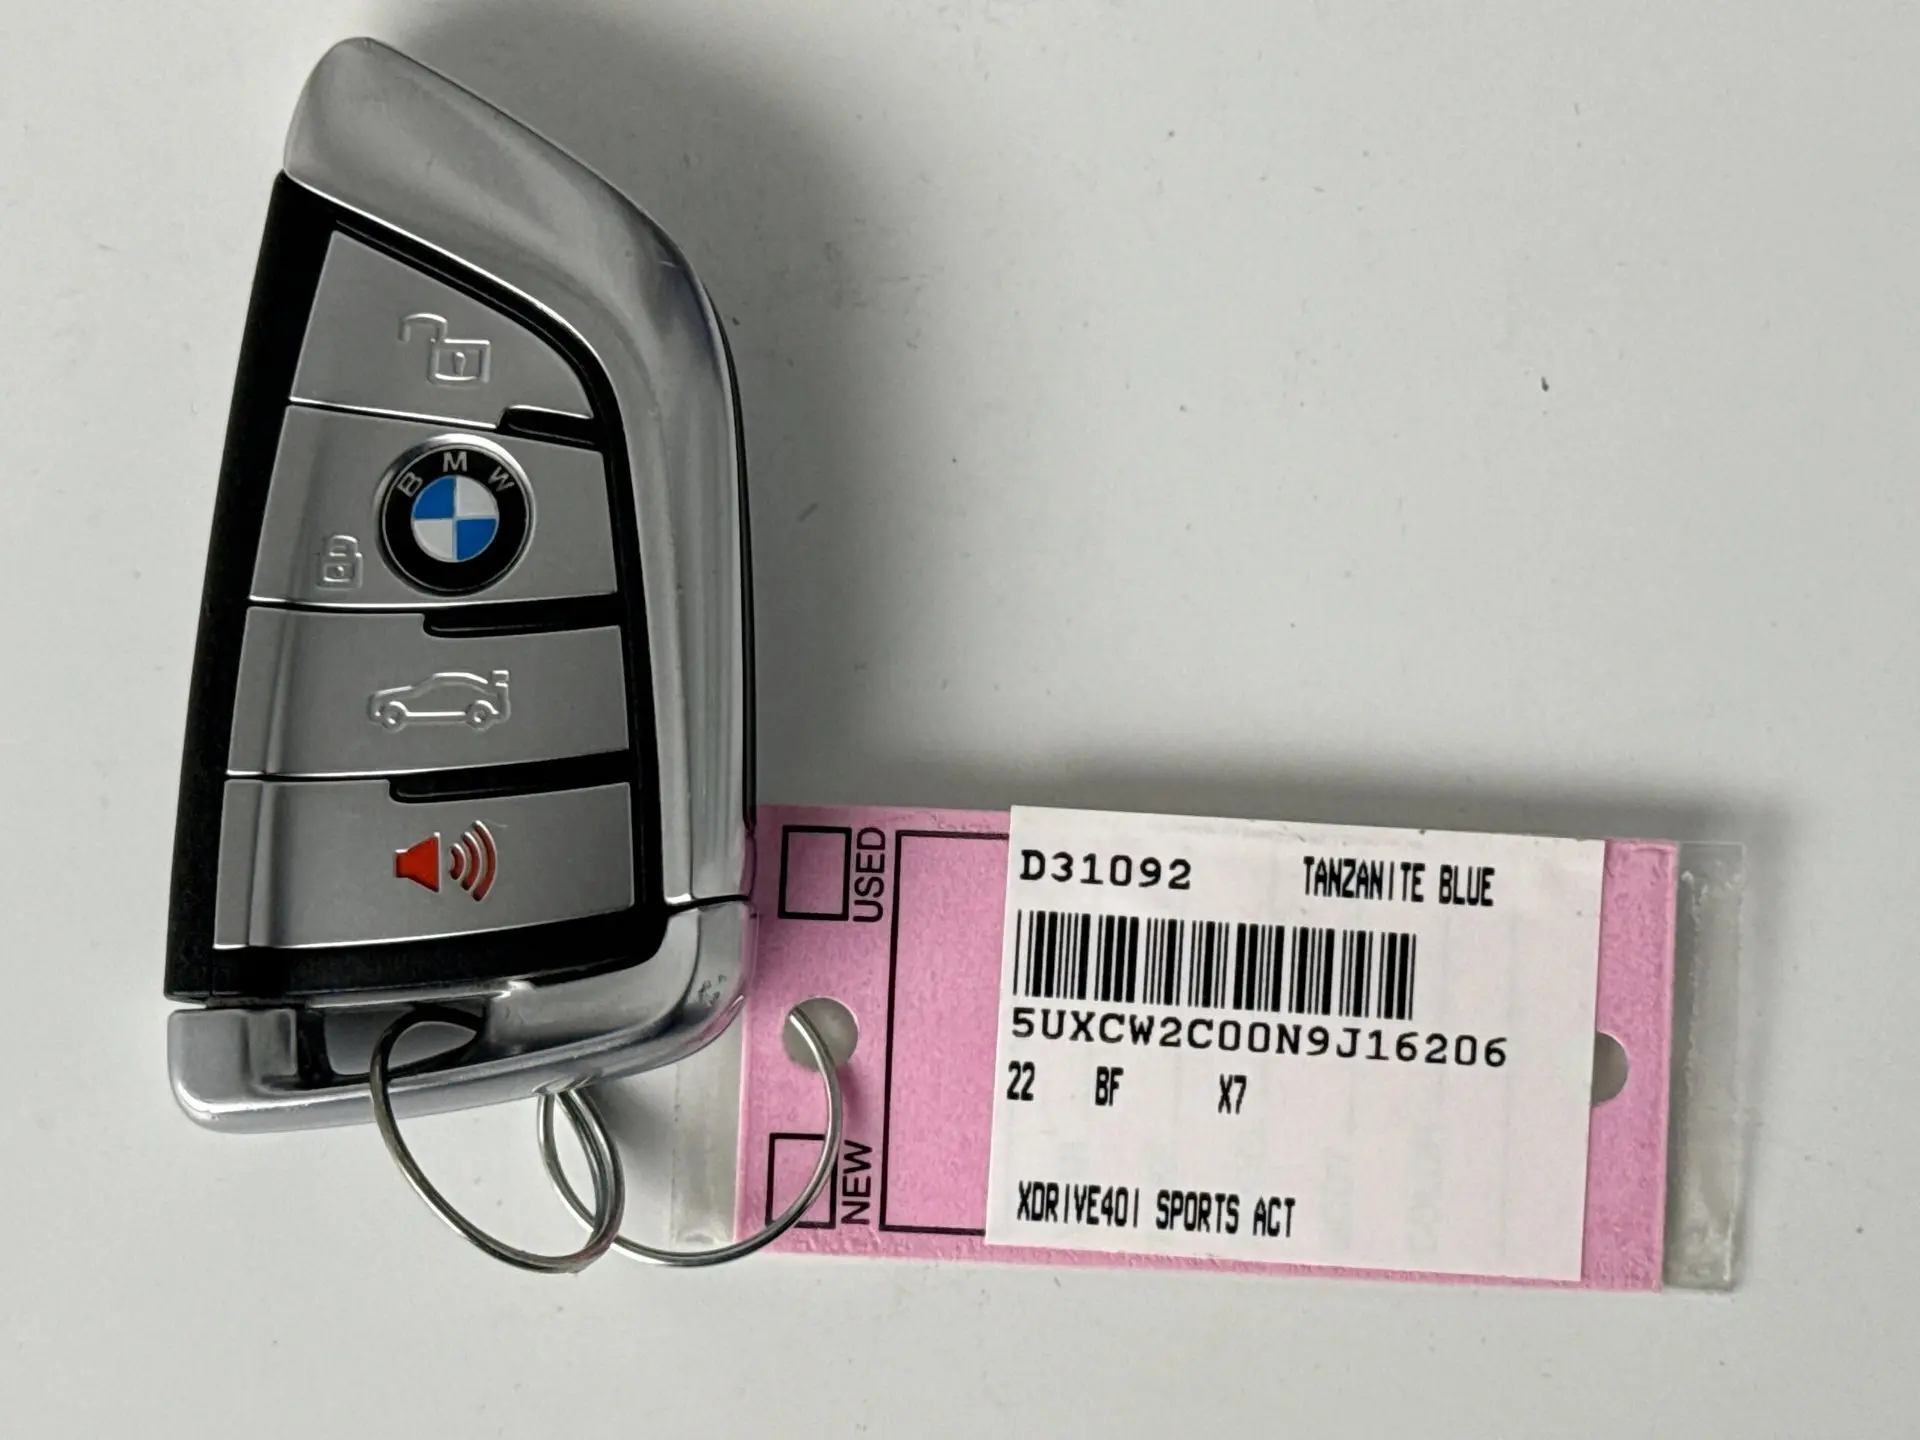 BMW
USED
NEW
D31092 TANZANITE BLUE
5UXCW2C00N9J16206
22 BF X7
XDRIVE40I SPORTS ACT